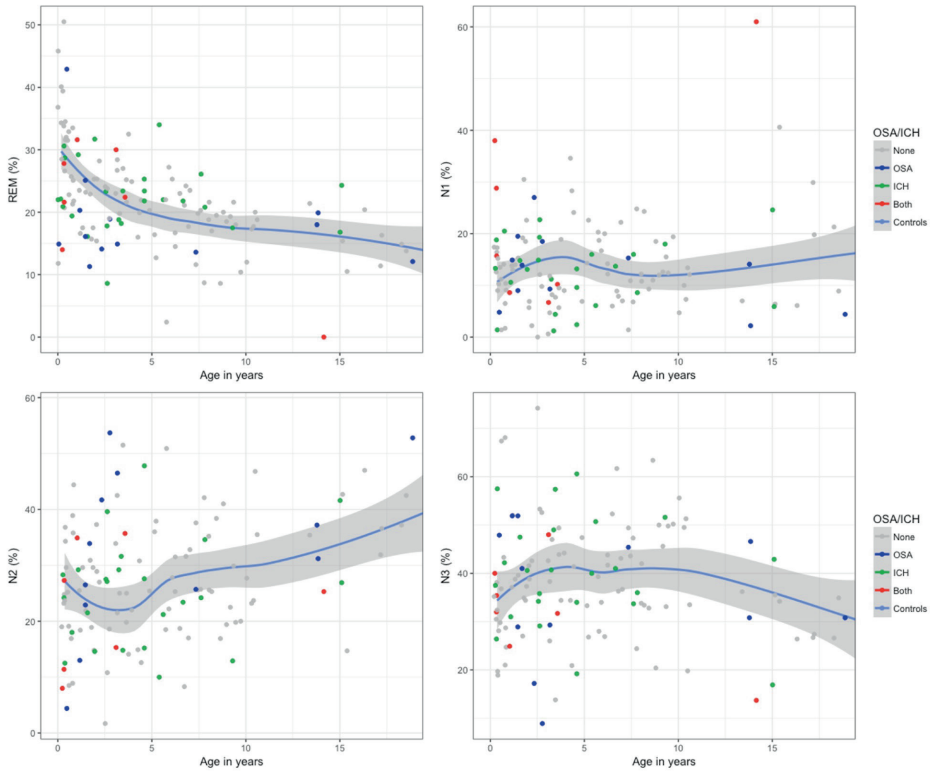 50
40
30
20
10
0
REM (%)
0
5
10
15
Age in years
60
40
20
0
N1 (%)
0
5
10
15
Age in years
OSA/ICH
None
OSA
ICH
Both
Controls
60
40
20
0
N2 (%)
0
5
10
15
Age in years
60
40
20
N3 (%)
0
5
10
15
Age in years
OSA/ICH
None
OSA
ICH
Both
Controls